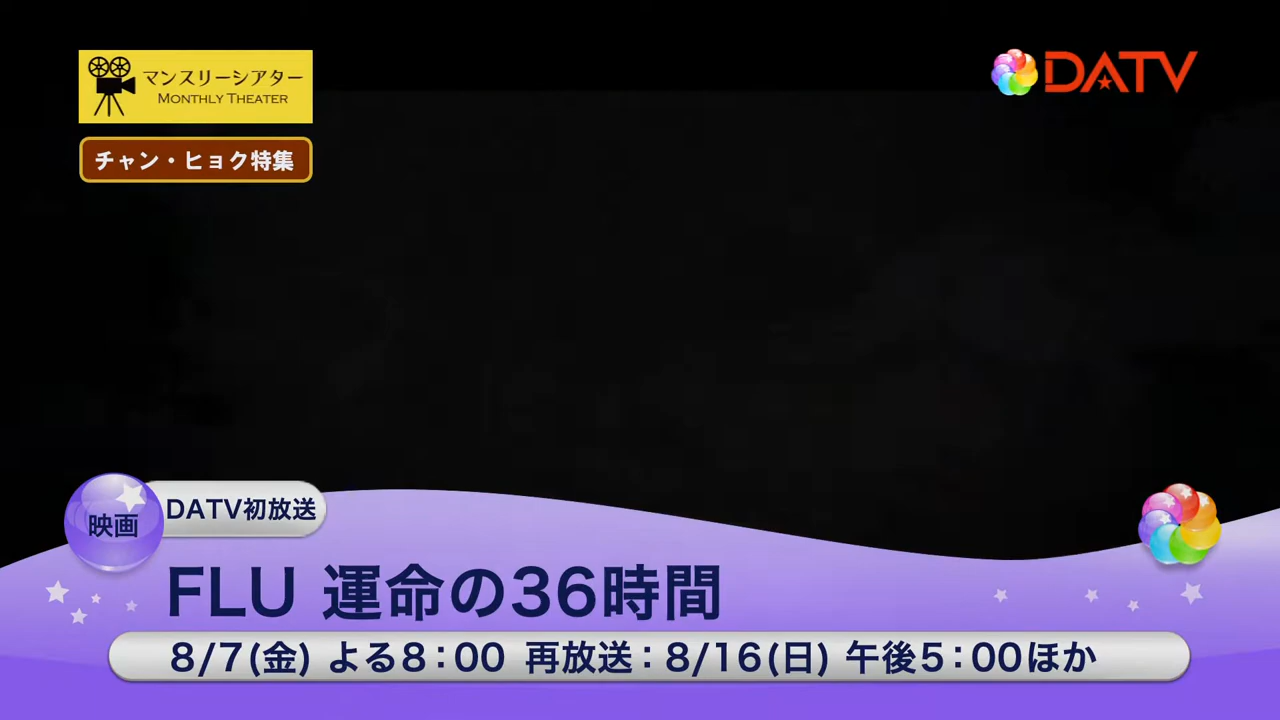 マンスリーシアター
MONTHLY THEATER
DATV
チャン・ヒョク特集
映画
DATV初放送
FLU 運命の36時間
8/7(金) よる8:00 再放送:8/16(日) 午後5:00ほか